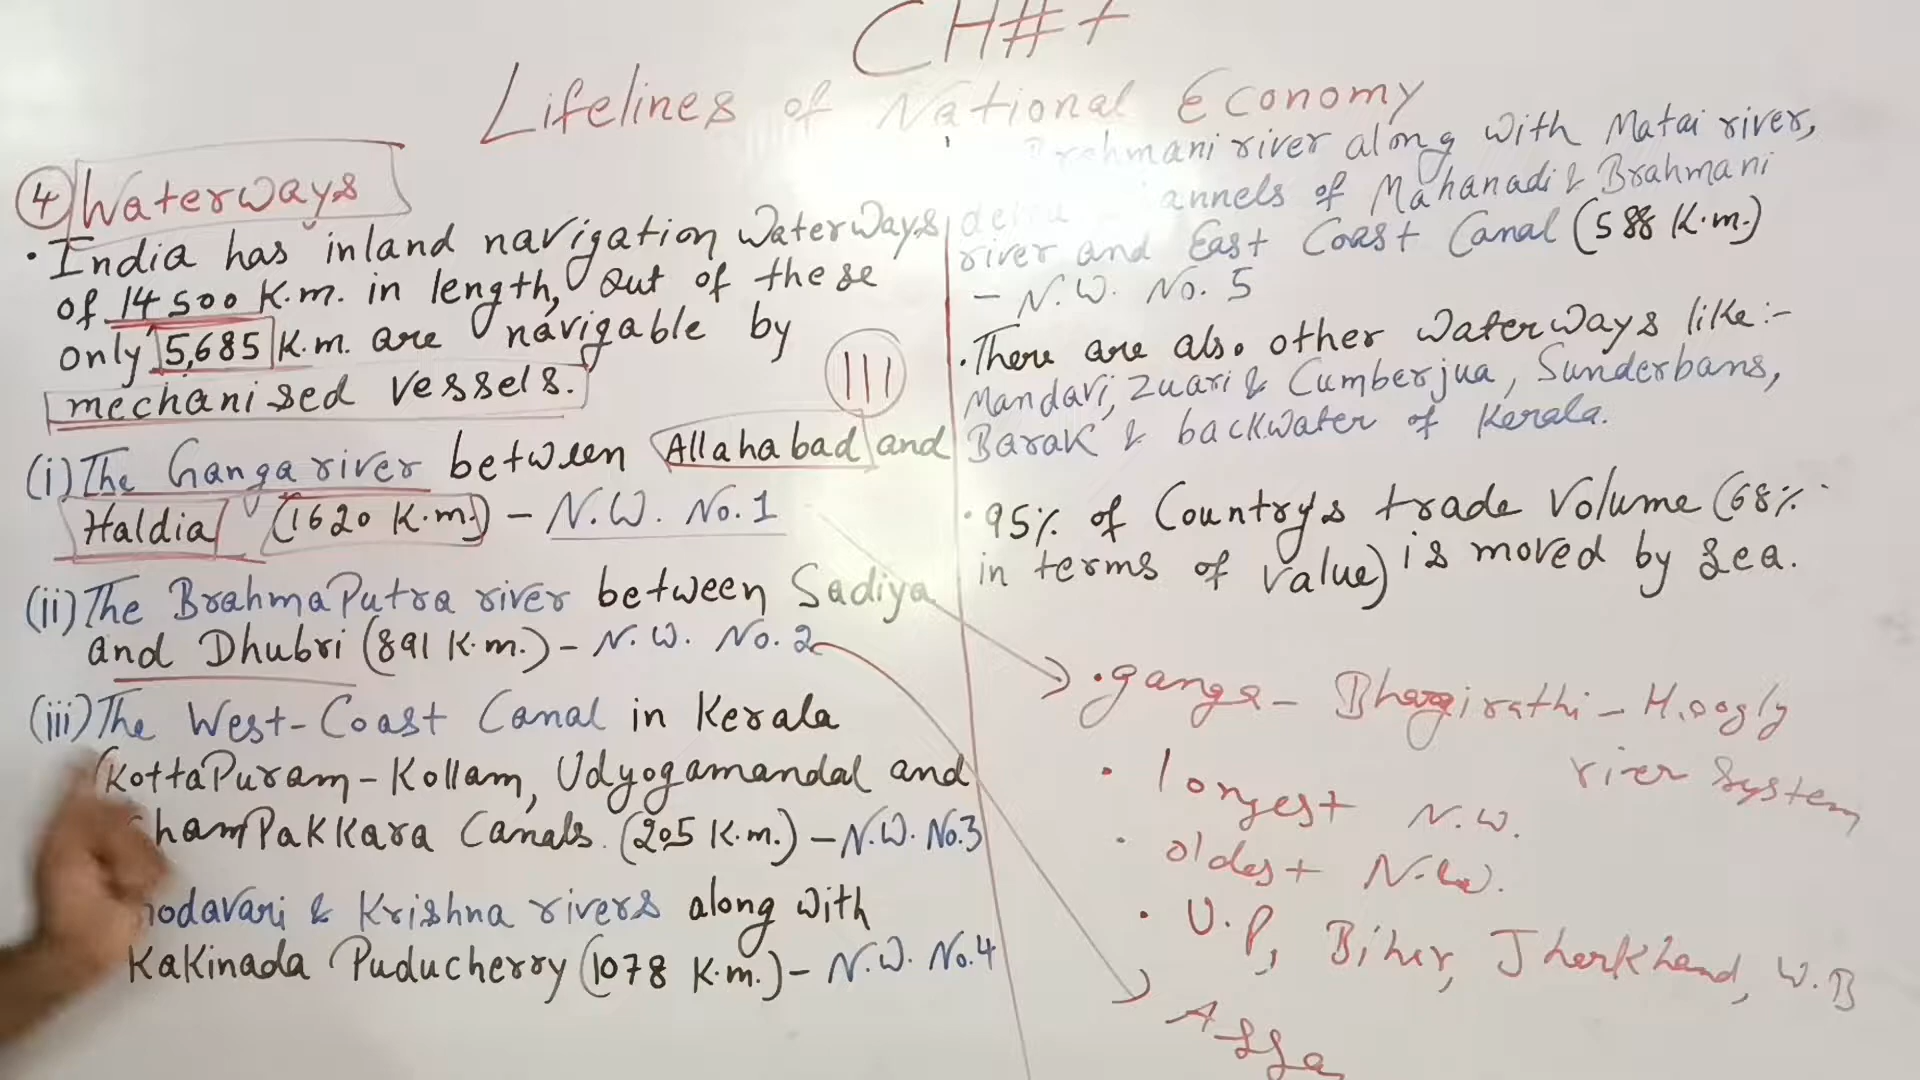 CH#7
Lifelines of National Economy
④ Waterways
• India has inland navigation waterways
of 14500 K.m. in length, out of these
only 5,685 K.m. are navigable by
mechanised vessels.
111
(i) The Ganga river between Allahabad and
Haldia (1620 K.m.) – N.W. No. 1
(ii) The Brahmaputra river between Sadiya
and Dhubri (891 K.m.) – N.W. No. 2
(iii) The West-Coast Canal in Kerala
(Kottapuram – Kollam, Udyogamandal and
hampakkara Canals. (205 K.m.) – N.W. No.3
odavari & Krishna rivers along with
Kakinada Puducherry (1078 K.m.) – N.W. No.4
Brahmani river along with Matai river,
delta annels of Mahanadi & Brahmani
river and East Coast Canal (588 K.m.)
– N.W. No. 5
• There are also other waterways like:-
Mandavi, Zuari & Cumberjua, Sunderbans,
Barak & backwater of Kerala.
• 95% of Country's trade Volume (68%
in terms of value) is moved by sea.
• ganga – Bhagirathi – Hoogly
river system
• longest N.W.
• oldest N.W.
• U.P, Bihar, Jharkhand, W.B
Assa